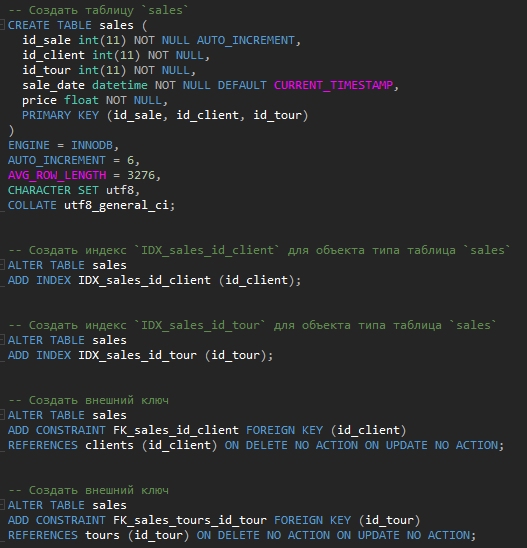 -- Создать таблицу `sales`
CREATE TABLE sales (
  id_sale int(11) NOT NULL AUTO_INCREMENT,
  id_client int(11) NOT NULL,
  id_tour int(11) NOT NULL,
  sale_date datetime NOT NULL DEFAULT CURRENT_TIMESTAMP,
  price float NOT NULL,
  PRIMARY KEY (id_sale, id_client, id_tour)
)
ENGINE = INNODB,
AUTO_INCREMENT = 6,
AVG_ROW_LENGTH = 3276,
CHARACTER SET utf8,
COLLATE utf8_general_ci;
-- Создать индекс `IDX_sales_id_client` для объекта типа таблица `sales`
ALTER TABLE sales
ADD INDEX IDX_sales_id_client (id_client);
-- Создать индекс `IDX_sales_id_tour` для объекта типа таблица `sales`
ALTER TABLE sales
ADD INDEX IDX_sales_id_tour (id_tour);
-- Создать внешний ключ
ALTER TABLE sales
ADD CONSTRAINT FK_sales_id_client FOREIGN KEY (id_client)
REFERENCES clients (id_client) ON DELETE NO ACTION ON UPDATE NO ACTION;
-- Создать внешний ключ
ALTER TABLE sales
ADD CONSTRAINT FK_sales_tours_id_tour FOREIGN KEY (id_tour)
REFERENCES tours (id_tour) ON DELETE NO ACTION ON UPDATE NO ACTION;